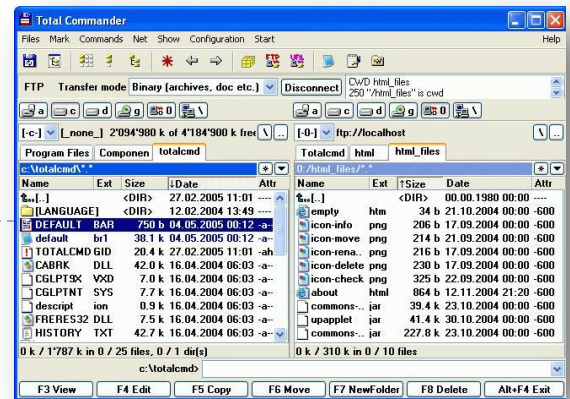 Total Commander
Files Mark Commands Net Show Configuration Start Help
FTP Transfer mode Binary (archives, doc etc.) Disconnect CWD html_files
250 "/html_files" is cwd
a c d g 0 \ a c d g 0 \
[-c-] [_none_] 2'094'980 k of 4'184'900 k free \ .. [-0-] ftp://localhost \ ..
Program Files Componen totalcmd Totalcmd html html_files
c:\totalcmd\*.* * ▼ 0:/html_files/*.* * ▼
Name Ext Size ↓Date Attr Name Ext ↑Size Date Attr
[..] <DIR> 27.02.2005 11:01 ---- [..] <DIR> 00.00.1980 00:00 ----
[LANGUAGE] <DIR> 12.02.2004 13:49 ---- empty htm 34 b 21.10.2004 00:00 -600
DEFAULT BAR 750 b 04.05.2005 00:12 -a-- icon-info png 206 b 17.09.2004 00:00 -600
default br1 38.1 k 04.05.2005 00:12 -a-- icon-move png 214 b 21.09.2004 00:00 -600
TOTALCMD GID 20.4 k 27.02.2005 11:01 -ah icon-rena.. png 216 b 17.09.2004 00:00 -600
CABRK DLL 42.0 k 16.04.2004 06:03 -a-- icon-delete png 230 b 17.09.2004 00:00 -600
CGLPT9X VXD 7.0 k 16.04.2004 06:03 -a-- icon-check png 325 b 22.09.2004 00:00 -600
CGLPTNT SYS 7.7 k 16.04.2004 06:03 -a-- about html 864 b 12.11.2004 21:20 -600
descript ion 0.9 k 16.04.2004 06:03 -a-- commons-.. jar 39.4 k 23.10.2004 00:00 -600
FRERES32 DLL 7.5 k 16.04.2004 06:03 -a-- upapplet jar 41.4 k 30.10.2004 00:00 -600
HISTORY TXT 42.7 k 16.04.2004 06:03 -a-- commons-.. jar 227.8 k 23.10.2004 00:00 -600
0 k / 1'787 k in 0 / 25 files, 0 / 1 dir(s) 0 k / 310 k in 0 / 10 files
c:\totalcmd>
F3 View F4 Edit F5 Copy F6 Move F7 NewFolder F8 Delete Alt+F4 Exit